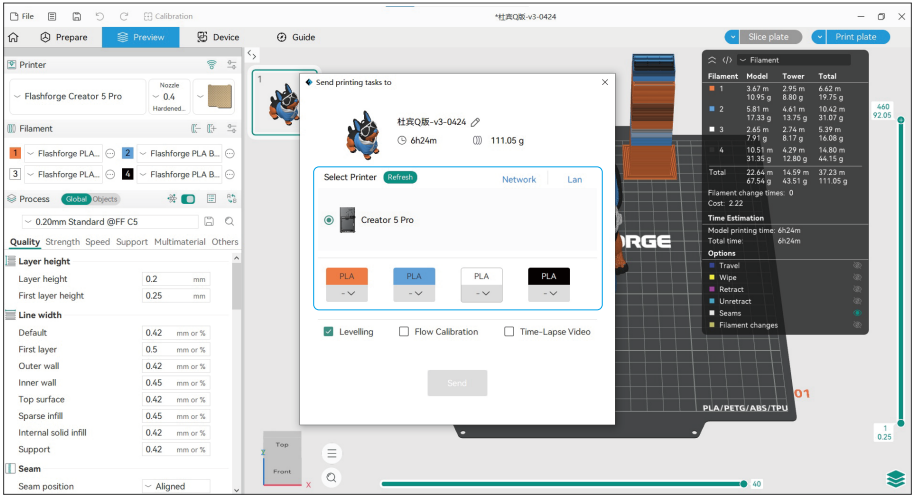 File
Calibration
*杜宾Q版-v3-0424
Prepare
Preview
Device
Guide
Slice plate
Print plate
Printer
Flashforge Creator 5 Pro
Nozzle
0.4
Hardened...
Filament
1 Flashforge PLA...
2 Flashforge PLA B...
3 Flashforge PLA...
4 Flashforge PLA B...
Process Global Objects
0.20mm Standard @FF C5
Quality Strength Speed Support Multimaterial Others
Layer height
Layer height 0.2 mm
First layer height 0.25 mm
Line width
Default 0.42 mm or %
First layer 0.5 mm or %
Outer wall 0.42 mm or %
Inner wall 0.45 mm or %
Top surface 0.42 mm or %
Sparse infill 0.45 mm or %
Internal solid infill 0.42 mm or %
Support 0.42 mm or %
Seam
Seam position Aligned
1
Send printing tasks to
杜宾Q版-v3-0424
6h24m 111.05 g
Select Printer Refresh Network Lan
Creator 5 Pro
PLA PLA PLA PLA
- - - -
Levelling Flow Calibration Time-Lapse Video
Send
Top
Front
Z
X
RGE
01
PLA/PETG/ABS/TPU
Filament
Filament Model Tower Total
1 3.67 m 2.95 m 6.62 m
10.95 g 8.80 g 19.75 g
2 5.81 m 4.61 m 10.42 m
17.33 g 13.75 g 31.07 g
3 2.65 m 2.74 m 5.39 m
7.91 g 8.17 g 16.08 g
4 10.51 m 4.29 m 14.80 m
31.35 g 12.80 g 44.15 g
Total 22.64 m 14.59 m 37.23 m
67.54 g 43.51 g 111.05 g
Filament change times: 0
Cost: 2.22
Time Estimation
Model printing time: 6h24m
Total time: 6h24m
Options
Travel
Wipe
Retract
Unretract
Seams
Filament changes
460
92.05
1
0.25
40